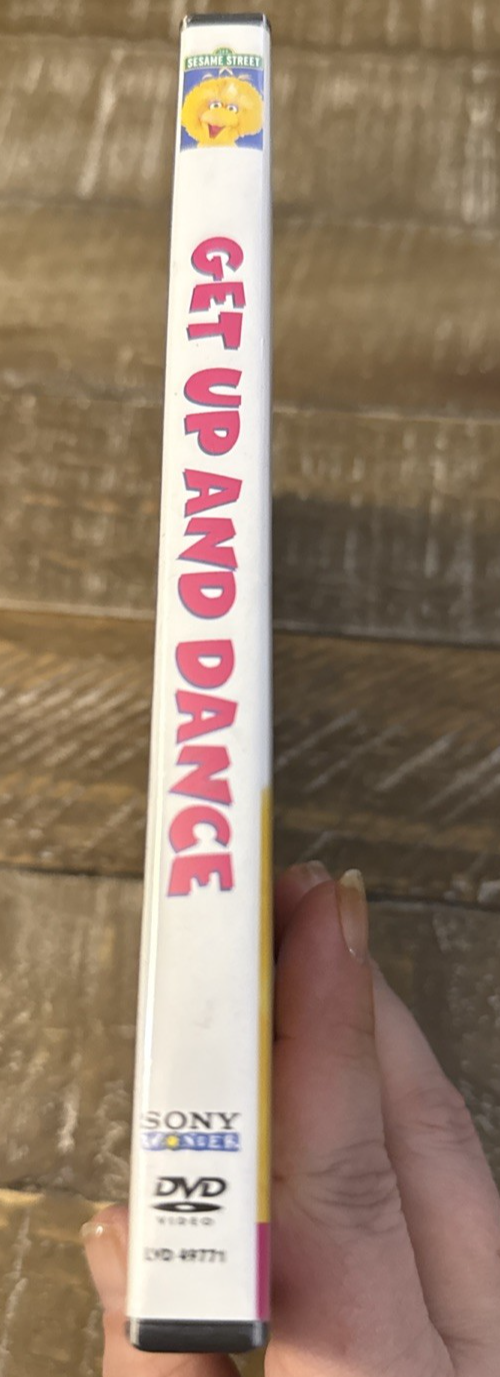 SESAME STREET
GET UP AND DANCE
SONY
WONDER
DVD
VIDEO
LVD 49771